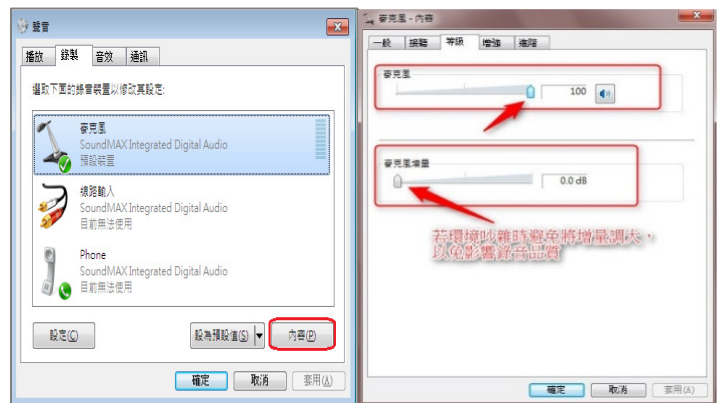 聲音
播放 錄製 音效 通訊
選取下面的錄音裝置以修改其設定:
麥克風
SoundMAX Integrated Digital Audio
預設裝置
線路輸入
SoundMAX Integrated Digital Audio
目前無法使用
Phone
SoundMAX Integrated Digital Audio
目前無法使用
設定(C) 設為預設值(S) 內容(P)
確定 取消 套用(A)
麥克風 - 內容
一般 接聽 等級 增強 進階
麥克風
100
麥克風增量
0.0 dB
若環境吵雜時避免將增量調大，
以免影響錄音品質
確定 取消 套用(A)